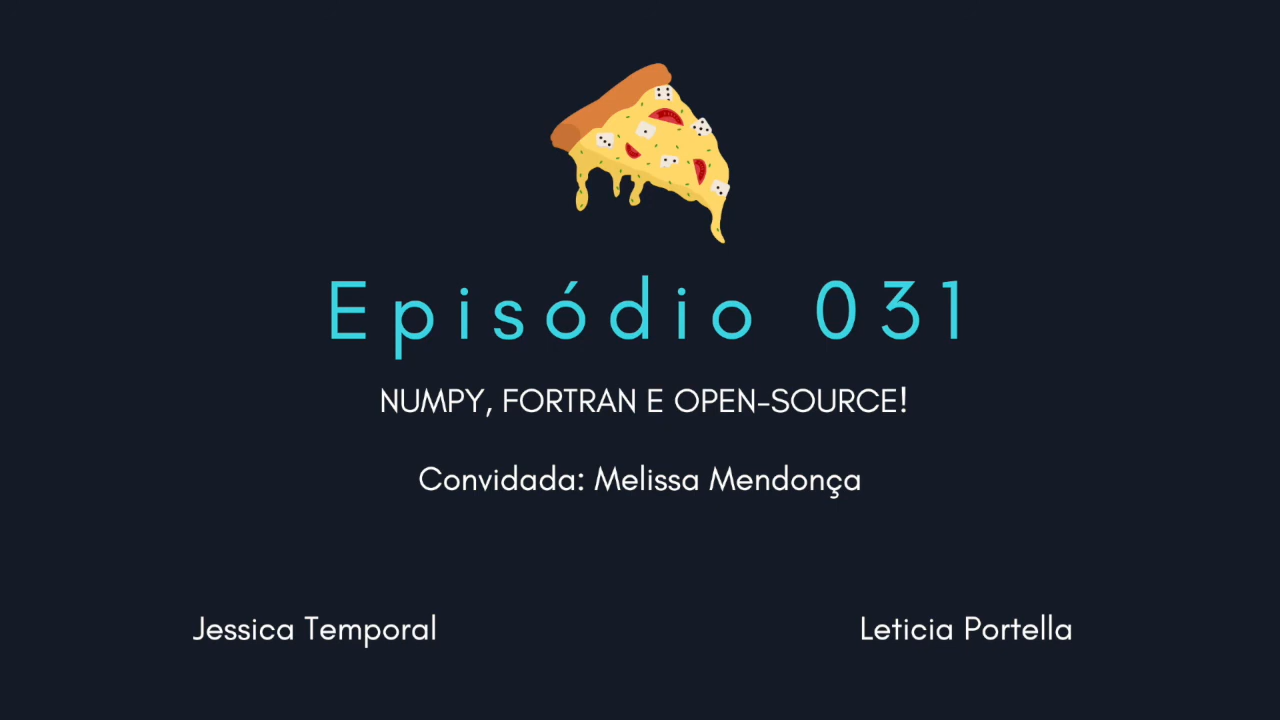 Episódio 031
NUMPY, FORTRAN E OPEN-SOURCE!
Convidada: Melissa Mendonça
Jessica Temporal
Leticia Portella